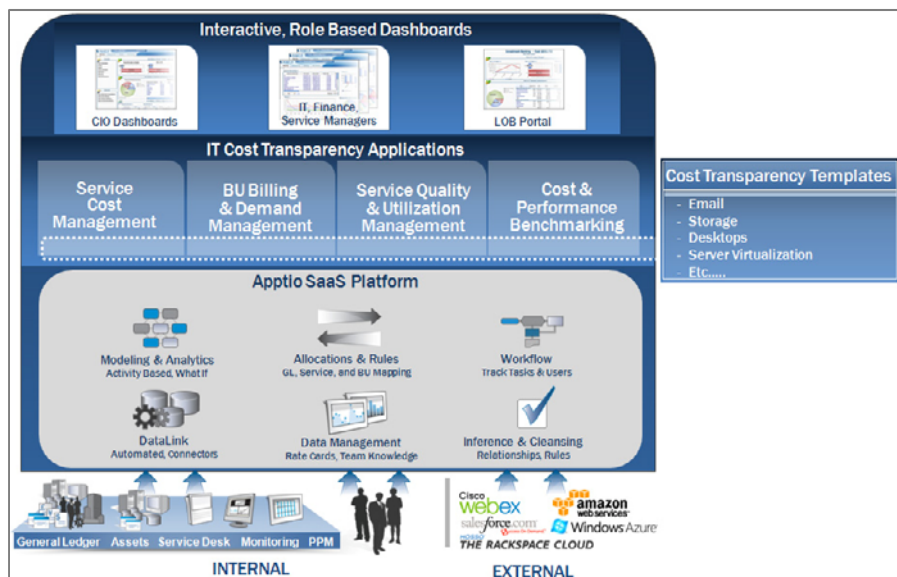 Interactive, Role Based Dashboards
CIO Dashboards
IT, Finance,
Service Managers
LOB Portal
IT Cost Transparency Applications
Service
Cost
Management
BU Billing
& Demand
Management
Service Quality
& Utilization
Management
Cost &
Performance
Benchmarking
Cost Transparency Templates
- Email
- Storage
- Desktops
- Server Virtualization
- Etc.....
Apptio SaaS Platform
Modeling & Analytics
Activity Based, What If
Allocations & Rules
GL, Service, and BU Mapping
Workflow
Track Tasks & Users
DataLink
Automated, Connectors
Data Management
Rate Cards, Team Knowledge
Inference & Cleansing
Relationships, Rules
General Ledger
Assets
Service Desk
Monitoring
PPM
Cisco
webex
salesforce.com
amazon
webservices
Windows Azure
THE RACKSPACE CLOUD
INTERNAL
EXTERNAL